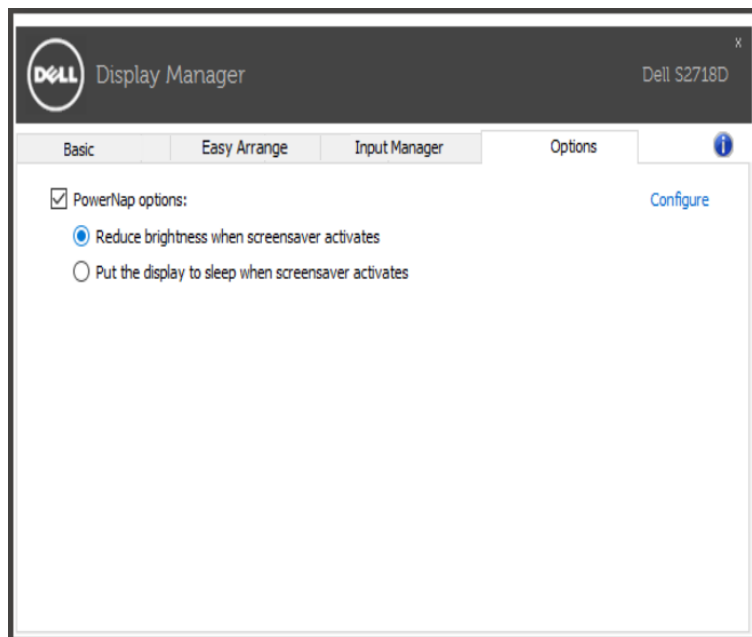 x
DELL Display Manager
Dell S2718D
Basic
Easy Arrange
Input Manager
Options
i
PowerNap options:
Configure
Reduce brightness when screensaver activates
Put the display to sleep when screensaver activates